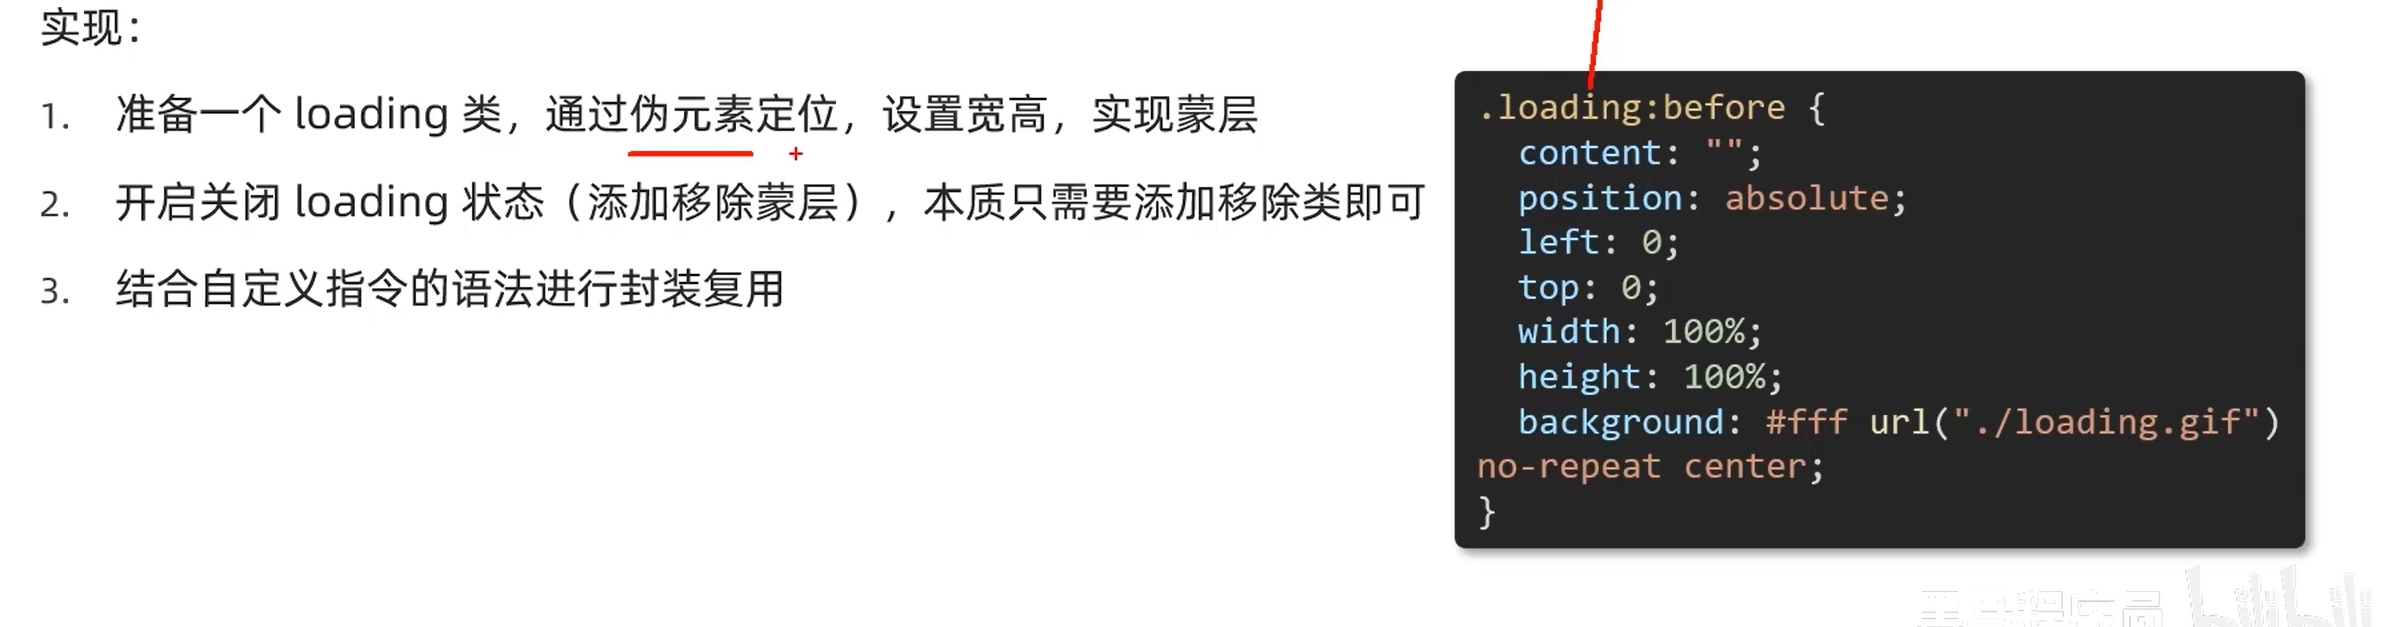 实现：
1. 准备一个 loading 类，通过伪元素定位，设置宽高，实现蒙层
2. 开启关闭 loading 状态（添加移除蒙层），本质只需要添加移除类即可
3. 结合自定义指令的语法进行封装复用
.loading:before {
  content: "";
  position: absolute;
  left: 0;
  top: 0;
  width: 100%;
  height: 100%;
  background: #fff url("./loading.gif")
no-repeat center;
}
黑马程序员 bilibili